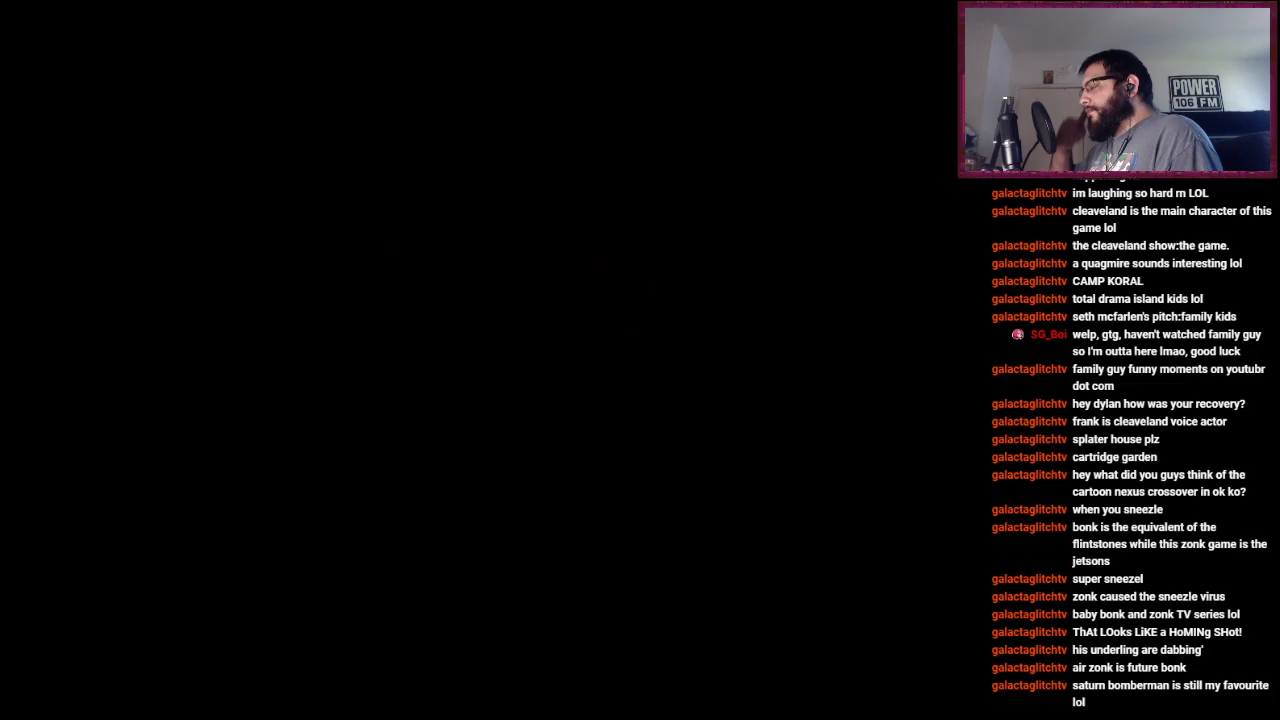 POWER
106 FM
galactaglitchtv im laughing so hard rn LOL
galactaglitchtv cleaveland is the main character of this
game lol
galactaglitchtv the cleaveland show:the game.
galactaglitchtv a quagmire sounds interesting lol
galactaglitchtv CAMP KORAL
galactaglitchtv total drama island kids lol
galactaglitchtv seth mcfarlen's pitch:family kids
SG_Boi welp, gtg, haven't watched family guy
so I'm outta here lmao, good luck
galactaglitchtv family guy funny moments on youtubr
dot com
galactaglitchtv hey dylan how was your recovery?
galactaglitchtv frank is cleaveland voice actor
galactaglitchtv splater house plz
galactaglitchtv cartridge garden
galactaglitchtv hey what did you guys think of the
cartoon nexus crossover in ok ko?
galactaglitchtv when you sneezle
galactaglitchtv bonk is the equivalent of the
flintstones while this zonk game is the
jetsons
galactaglitchtv super sneezel
galactaglitchtv zonk caused the sneezle virus
galactaglitchtv baby bonk and zonk TV series lol
galactaglitchtv ThAt LOoks LiKE a HoMINg SHot!
galactaglitchtv his underling are dabbing'
galactaglitchtv air zonk is future bonk
galactaglitchtv saturn bomberman is still my favourite
lol